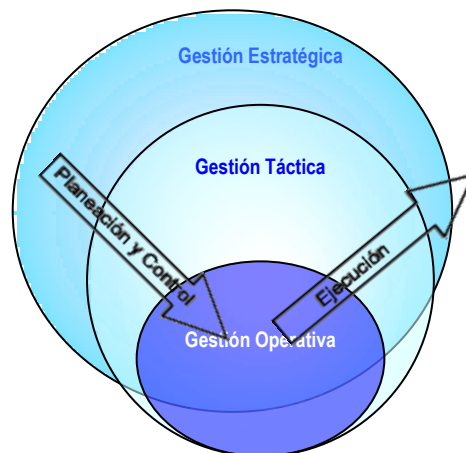 Gestión Estratégica
Gestión Táctica
Planeación y Control
Ejecución
Gestión Operativa